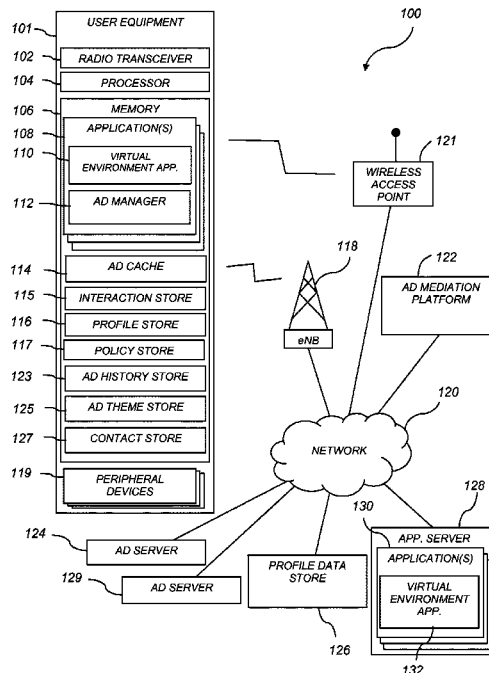 100
101
USER EQUIPMENT
102
RADIO TRANSCEIVER
104
PROCESSOR
106
MEMORY
108
APPLICATION(S)
110
VIRTUAL
ENVIRONMENT APP.
112
AD MANAGER
114
AD CACHE
115
INTERACTION STORE
116
PROFILE STORE
117
POLICY STORE
123
AD HISTORY STORE
125
AD THEME STORE
127
CONTACT STORE
119
PERIPHERAL
DEVICES
121
WIRELESS
ACCESS
POINT
118
eNB
122
AD MEDIATION
PLATFORM
120
NETWORK
124
AD SERVER
129
AD SERVER
PROFILE DATA
STORE
126
128
130
APP. SERVER
APPLICATION(S)
VIRTUAL
ENVIRONMENT
APP.
132